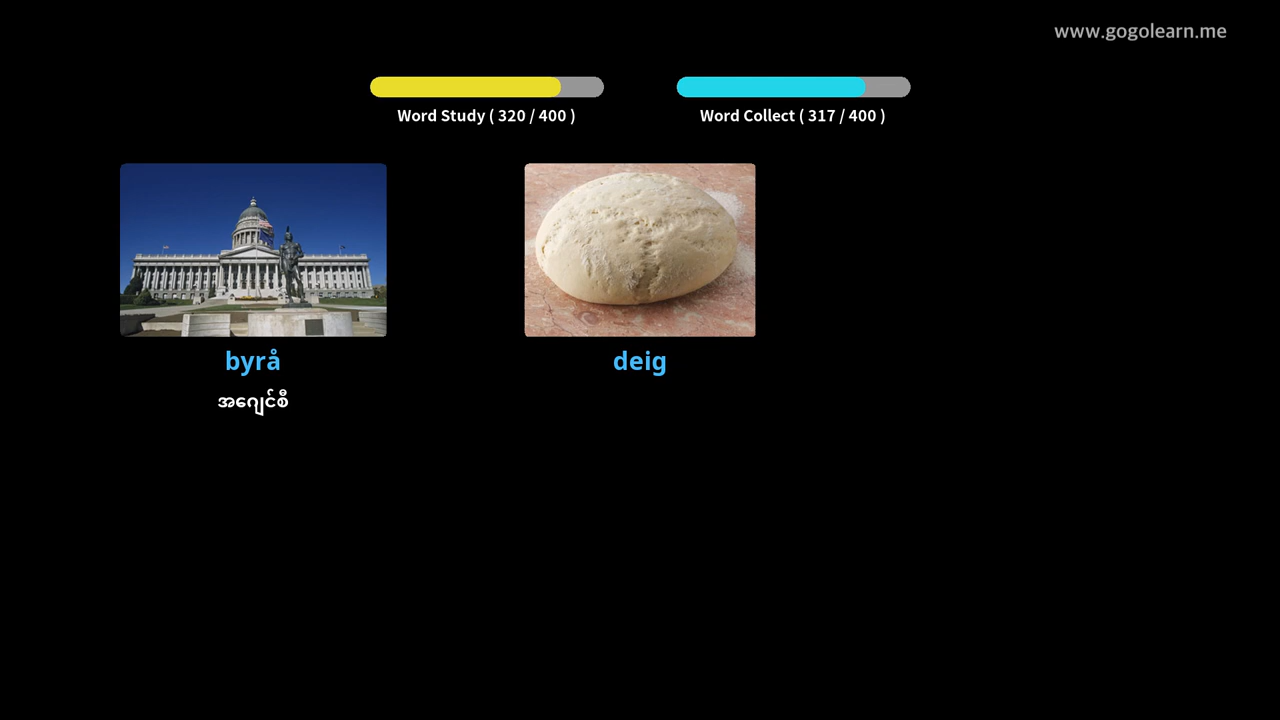 www.gogolearn.me
Word Study ( 320 / 400 )
Word Collect ( 317 / 400 )
byrå
deig
အဂျေင်စီ